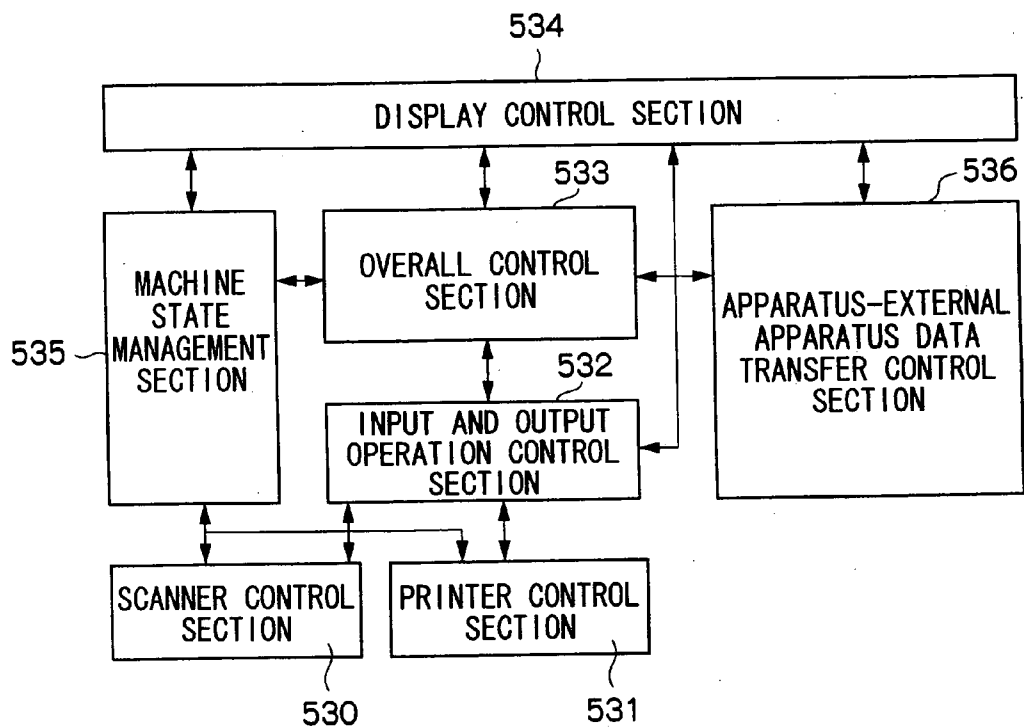 534
DISPLAY CONTROL SECTION
533
536
MACHINE
STATE
MANAGEMENT
SECTION
535
OVERALL CONTROL
SECTION
APPARATUS-EXTERNAL
APPARATUS DATA
TRANSFER CONTROL
SECTION
532
INPUT AND OUTPUT
OPERATION CONTROL
SECTION
SCANNER CONTROL
SECTION
PRINTER CONTROL
SECTION
530
531